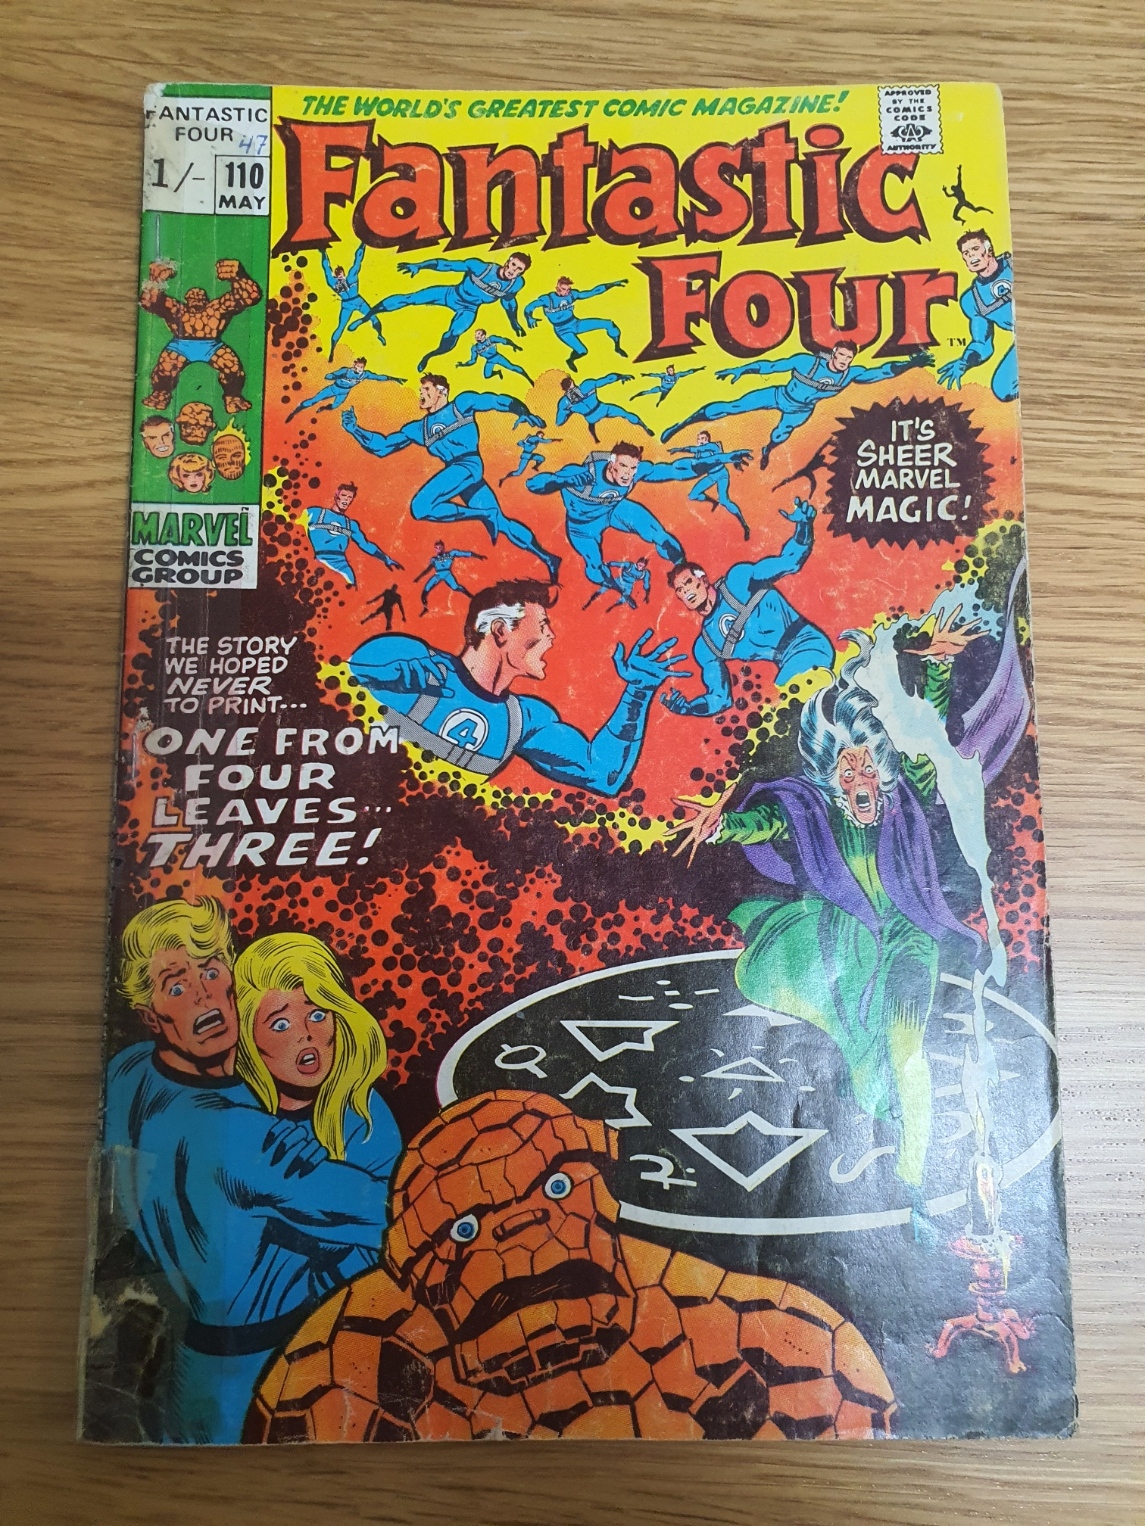 FANTASTIC
FOUR
47
1/-
110
MAY
THE WORLD'S GREATEST COMIC MAGAZINE!
Fantastic
Four
TM
APPROVED
BY THE
COMICS
CODE
CA
AUTHORITY
IT'S
SHEER
MARVEL
MAGIC!
MARVEL
COMICS
GROUP
THE STORY
WE HOPED
NEVER
TO PRINT...
ONE FROM
FOUR
LEAVES...
THREE!
4